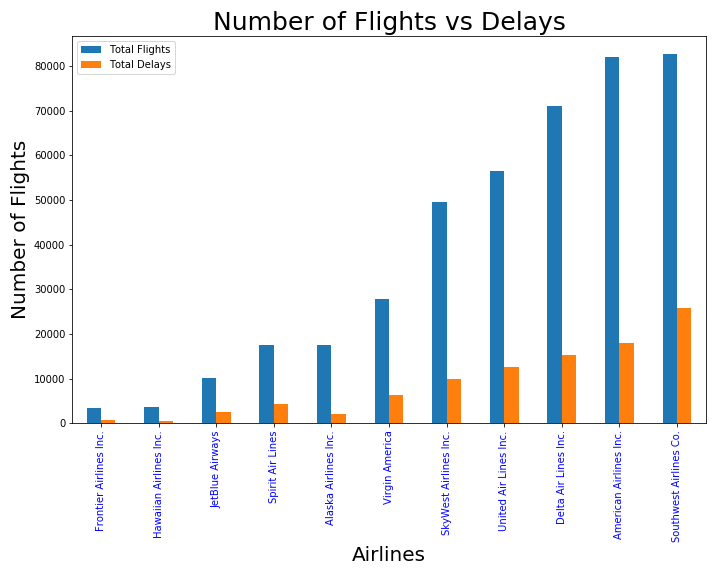 Number of Flights vs Delays
Total Flights
Total Delays
Number of Flights
80000
70000
60000
50000
40000
30000
20000
10000
0
Frontier Airlines Inc.
Hawaiian Airlines Inc.
JetBlue Airways
Spirit Air Lines
Alaska Airlines Inc.
Virgin America
SkyWest Airlines Inc.
United Air Lines Inc.
Delta Air Lines Inc.
American Airlines Inc.
Southwest Airlines Co.
Airlines